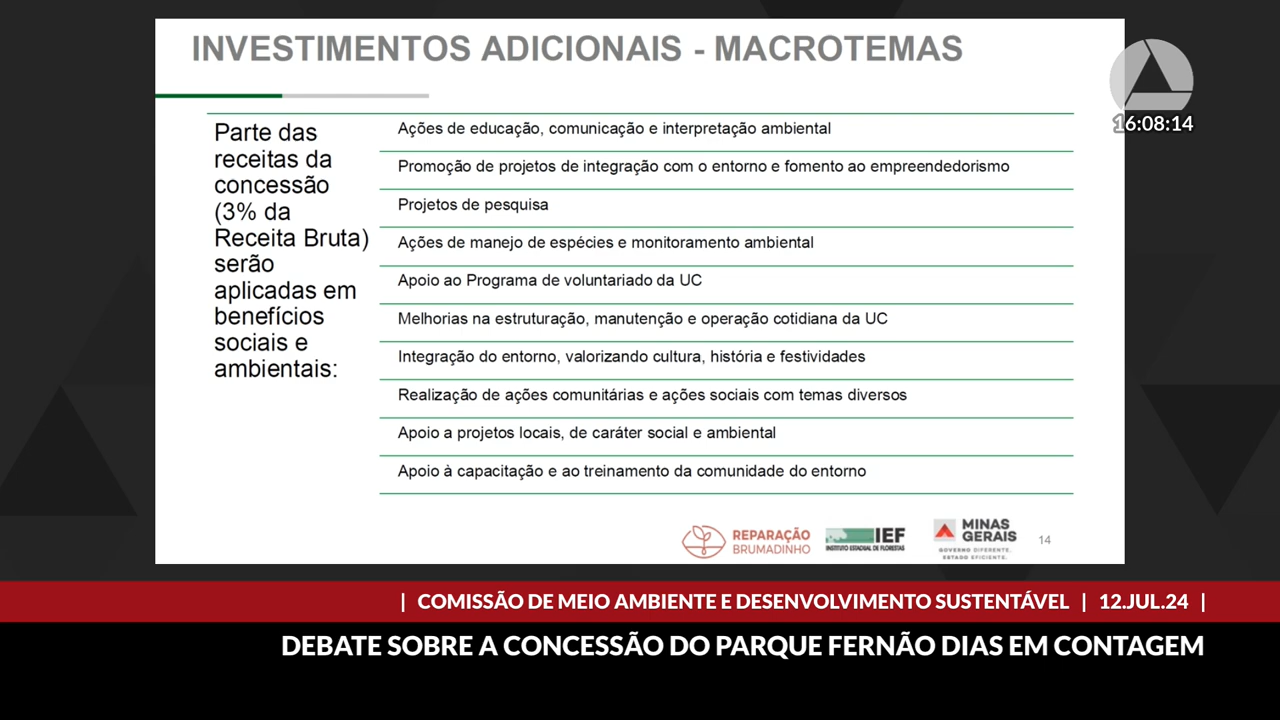 INVESTIMENTOS ADICIONAIS - MACROTEMAS
16:08:14
Parte das
receitas da
concessão
(3% da
Receita Bruta)
serão
aplicadas em
benefícios
sociais e
ambientais:
Ações de educação, comunicação e interpretação ambiental
Promoção de projetos de integração com o entorno e fomento ao empreendedorismo
Projetos de pesquisa
Ações de manejo de espécies e monitoramento ambiental
Apoio ao Programa de voluntariado da UC
Melhorias na estruturação, manutenção e operação cotidiana da UC
Integração do entorno, valorizando cultura, história e festividades
Realização de ações comunitárias e ações sociais com temas diversos
Apoio a projetos locais, de caráter social e ambiental
Apoio à capacitação e ao treinamento da comunidade do entorno
REPARAÇÃO
BRUMADINHO
IEF
INSTITUTO ESTADUAL DE FLORESTAS
MINAS
GERAIS
GOVERNO DIFERENTE.
ESTADO EFICIENTE.
14
| COMISSÃO DE MEIO AMBIENTE E DESENVOLVIMENTO SUSTENTÁVEL | 12.JUL.24 |
DEBATE SOBRE A CONCESSÃO DO PARQUE FERNÃO DIAS EM CONTAGEM